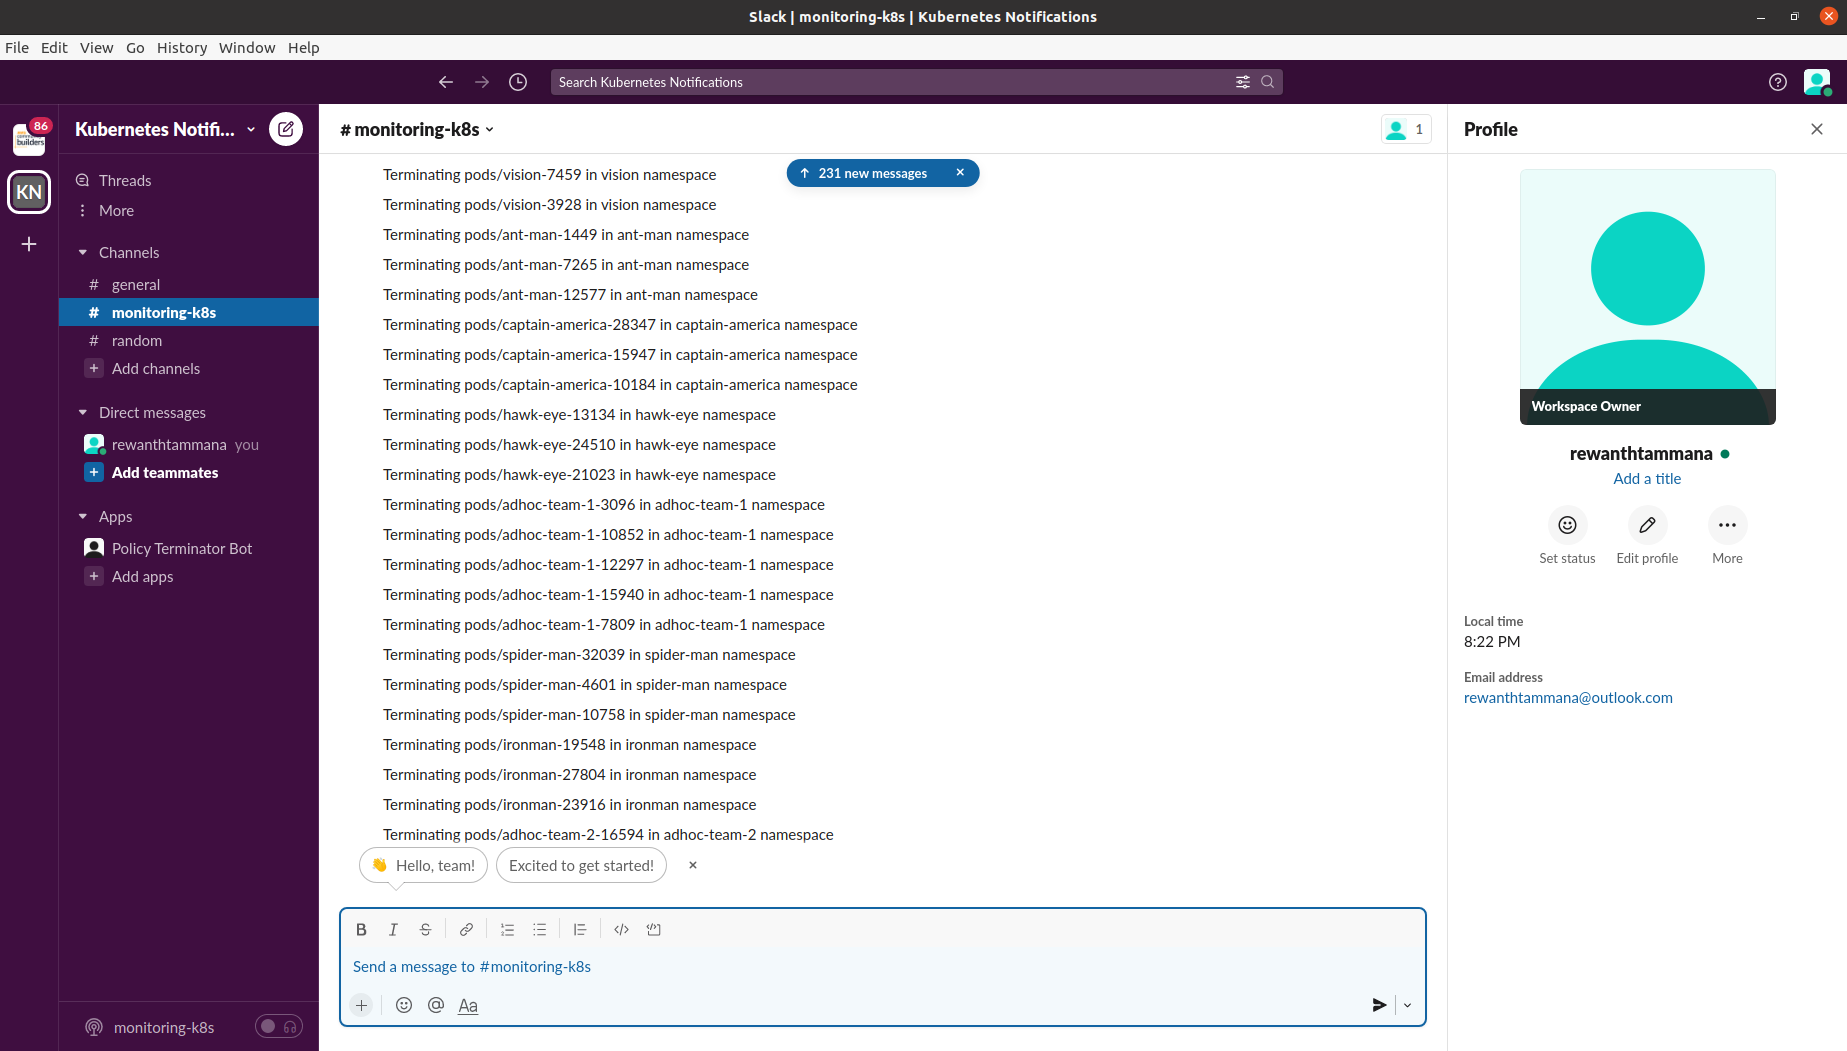 Slack | monitoring-k8s | Kubernetes Notifications
File Edit View Go History Window Help
Search Kubernetes Notifications
86
builders
KN
Kubernetes Notifi...
Threads
More
Channels
# general
# monitoring-k8s
# random
+ Add channels
Direct messages
rewanthtammana you
+ Add teammates
Apps
Policy Terminator Bot
+ Add apps
monitoring-k8s
# monitoring-k8s
1
↑ 231 new messages ×
Terminating pods/vision-7459 in vision namespace
Terminating pods/vision-3928 in vision namespace
Terminating pods/ant-man-1449 in ant-man namespace
Terminating pods/ant-man-7265 in ant-man namespace
Terminating pods/ant-man-12577 in ant-man namespace
Terminating pods/captain-america-28347 in captain-america namespace
Terminating pods/captain-america-15947 in captain-america namespace
Terminating pods/captain-america-10184 in captain-america namespace
Terminating pods/hawk-eye-13134 in hawk-eye namespace
Terminating pods/hawk-eye-24510 in hawk-eye namespace
Terminating pods/hawk-eye-21023 in hawk-eye namespace
Terminating pods/adhoc-team-1-3096 in adhoc-team-1 namespace
Terminating pods/adhoc-team-1-10852 in adhoc-team-1 namespace
Terminating pods/adhoc-team-1-12297 in adhoc-team-1 namespace
Terminating pods/adhoc-team-1-15940 in adhoc-team-1 namespace
Terminating pods/adhoc-team-1-7809 in adhoc-team-1 namespace
Terminating pods/spider-man-32039 in spider-man namespace
Terminating pods/spider-man-4601 in spider-man namespace
Terminating pods/spider-man-10758 in spider-man namespace
Terminating pods/ironman-19548 in ironman namespace
Terminating pods/ironman-27804 in ironman namespace
Terminating pods/ironman-23916 in ironman namespace
Terminating pods/adhoc-team-2-16594 in adhoc-team-2 namespace
👋 Hello, team! Excited to get started! ×
B I S
Send a message to #monitoring-k8s
+ @ Aa
Profile
Workspace Owner
rewanthtammana
Add a title
Set status Edit profile More
Local time
8:22 PM
Email address
rewanthtammana@outlook.com